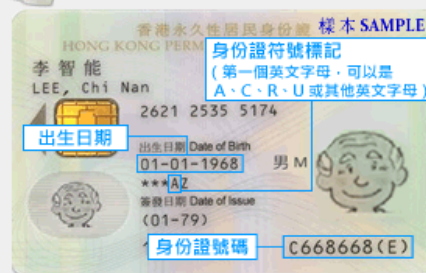 香港永久性居民身份證 樣本 SAMPLE
HONG KONG PERM
身份證符號標記
(第一個英文字母，可以是
A、C、R、U 或其他英文字母)
李智能
LEE, Chi Nan
2621 2535 5174
出生日期
出生日期 Date of Birth
01-01-1968 男 M
***AZ
簽發日期 Date of Issue
(01-79)
身份證號碼 C668668(E)